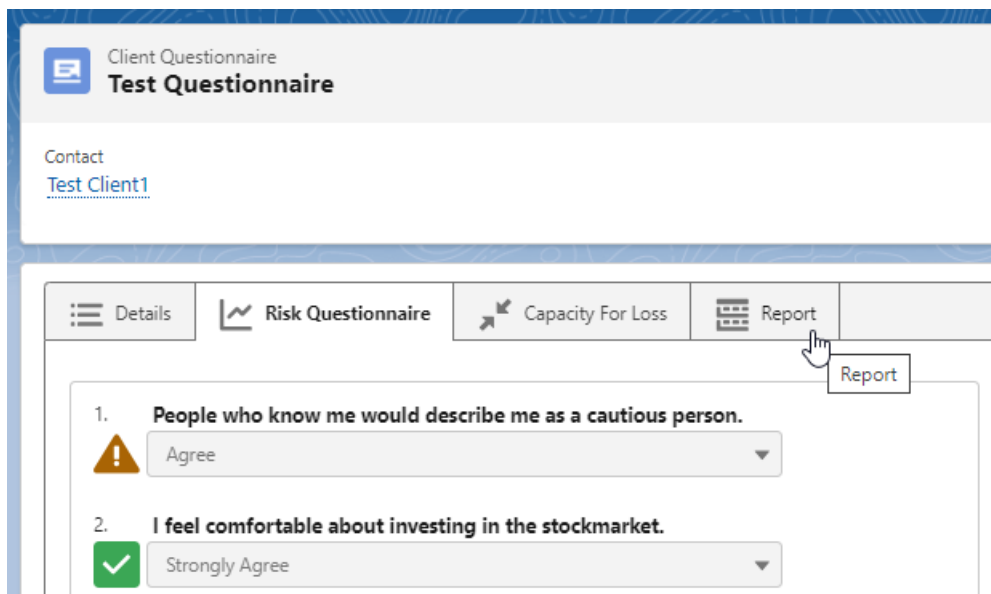 Client Questionnaire
Test Questionnaire
Contact
Test Client1
Details Risk Questionnaire Capacity For Loss Report
Report
1. People who know me would describe me as a cautious person.
Agree
2. I feel comfortable about investing in the stockmarket.
Strongly Agree